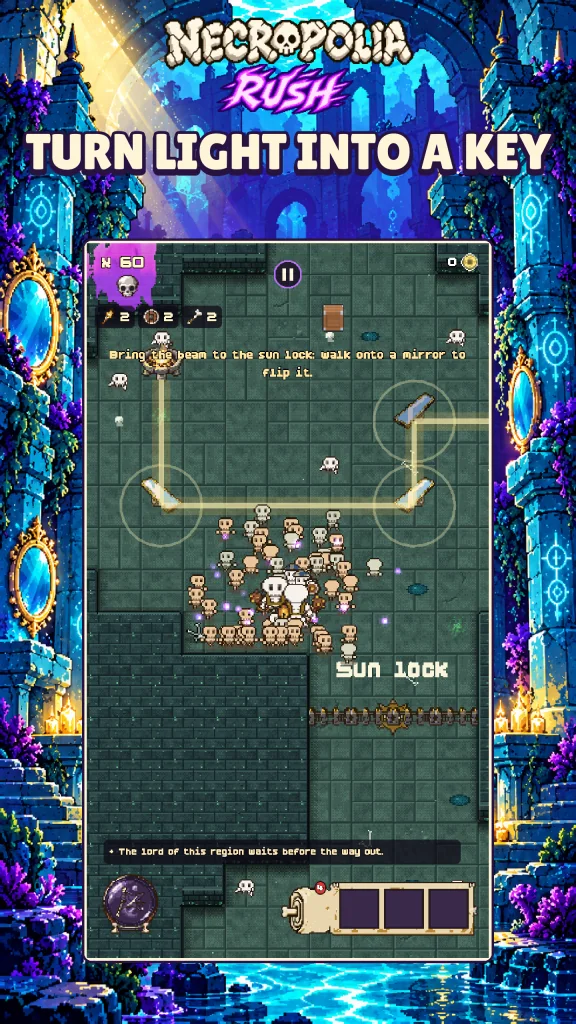 NECROPOLIA
RUSH
TURN LIGHT INTO A KEY
60
0
2 2 2
Bring the beam to the sun lock: walk onto a mirror to
flip it.
Sun lock
• The lord of this region waits before the way out.